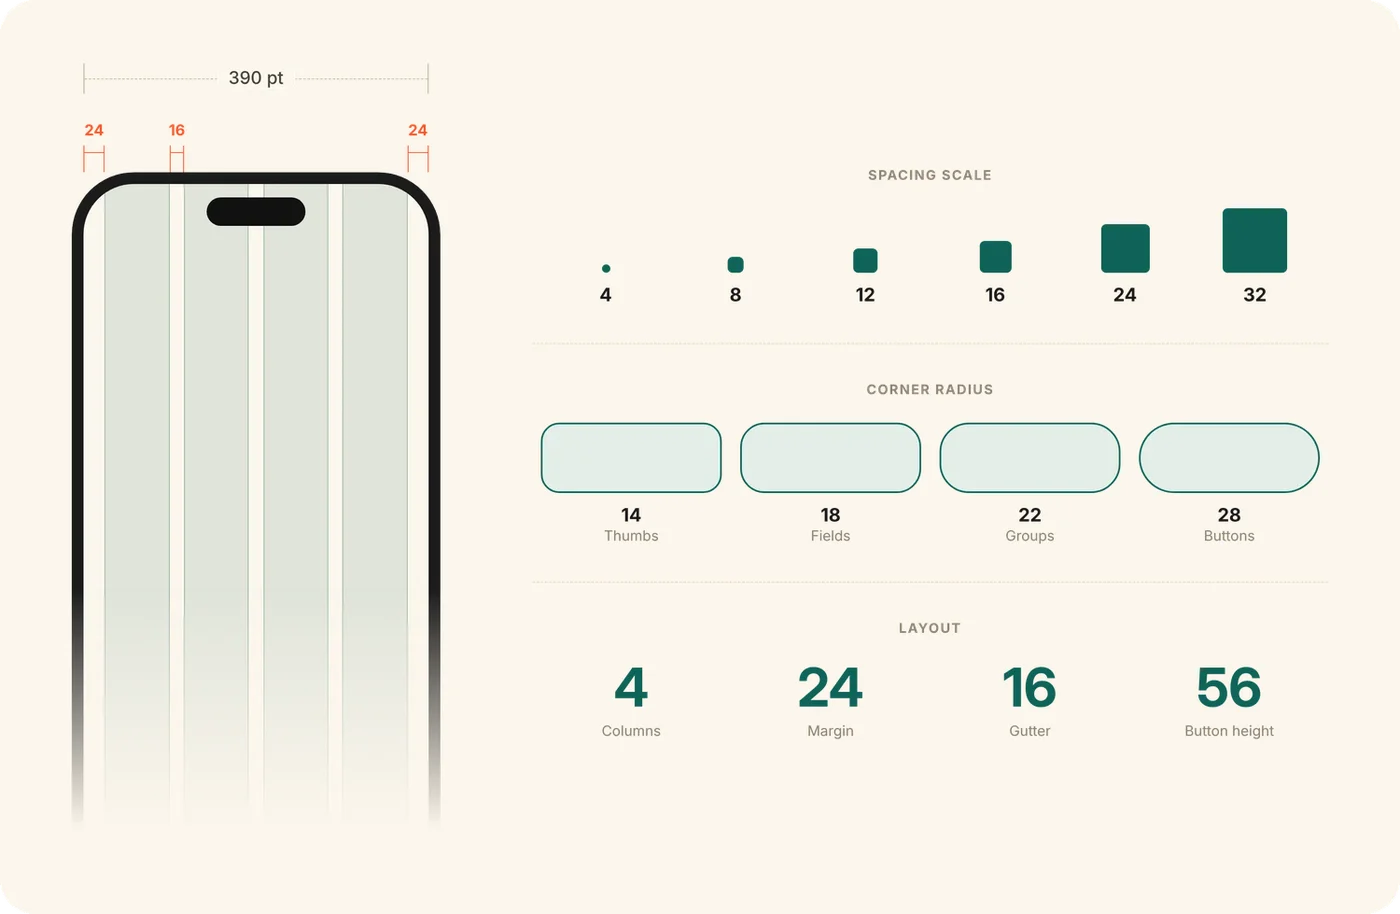 390 pt
24 16 24
SPACING SCALE
4 8 12 16 24 32
CORNER RADIUS
14 18 22 28
Thumbs Fields Groups Buttons
LAYOUT
4 24 16 56
Columns Margin Gutter Button height